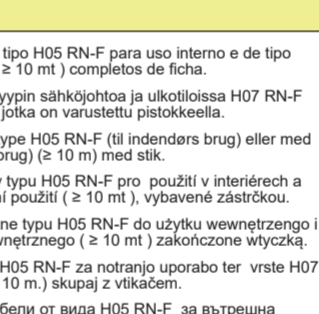 tipo H05 RN-F para uso interno e de tipo
≥ 10 mt ) completos de ficha.
yypin sähköjohtoa ja ulkotiloissa H07 RN-F
jotka on varustettu pistokkeella.
ype H05 RN-F (til indendørs brug) eller med
brug) (≥ 10 m) med stik.
typu H05 RN-F pro použití v interiérech a
í použití ( ≥ 10 mt ), vybavené zástrčkou.
ne typu H05 RN-F do użytku wewnętrzengo i
wnętrznego ( ≥ 10 mt ) zakończone wtyczką.
H05 RN-F za notranjo uporabo ter vrste H07
10 m.) skupaj z vtikačem.
бели от вида H05 RN-F за вътрешна